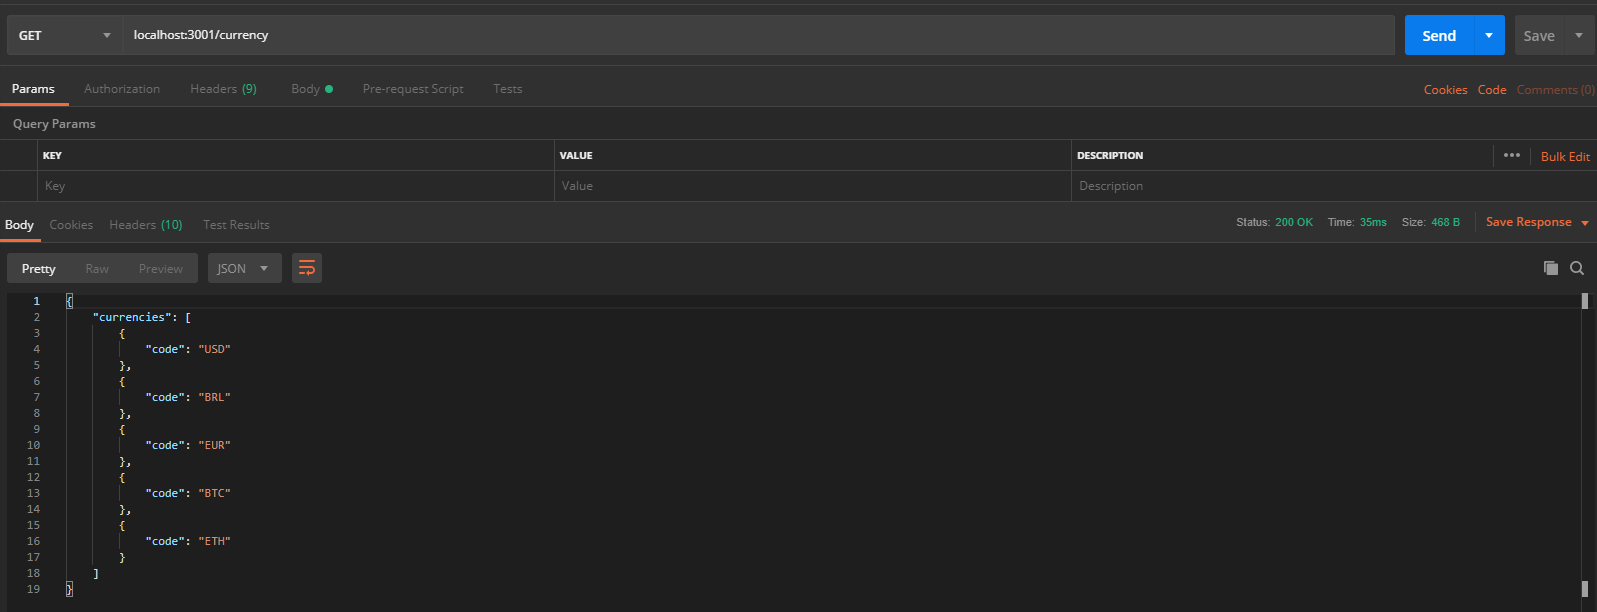 GET localhost:3001/currency Send Save
Params Authorization Headers (9) Body Pre-request Script Tests Cookies Code Comments (0)
Query Params
KEY VALUE DESCRIPTION ••• Bulk Edit
Key Value Description
Body Cookies Headers (10) Test Results Status: 200 OK Time: 35ms Size: 468 B Save Response
Pretty Raw Preview JSON
1 {
2 "currencies": [
3 {
4 "code": "USD"
5 },
6 {
7 "code": "BRL"
8 },
9 {
10 "code": "EUR"
11 },
12 {
13 "code": "BTC"
14 },
15 {
16 "code": "ETH"
17 }
18 ]
19 }